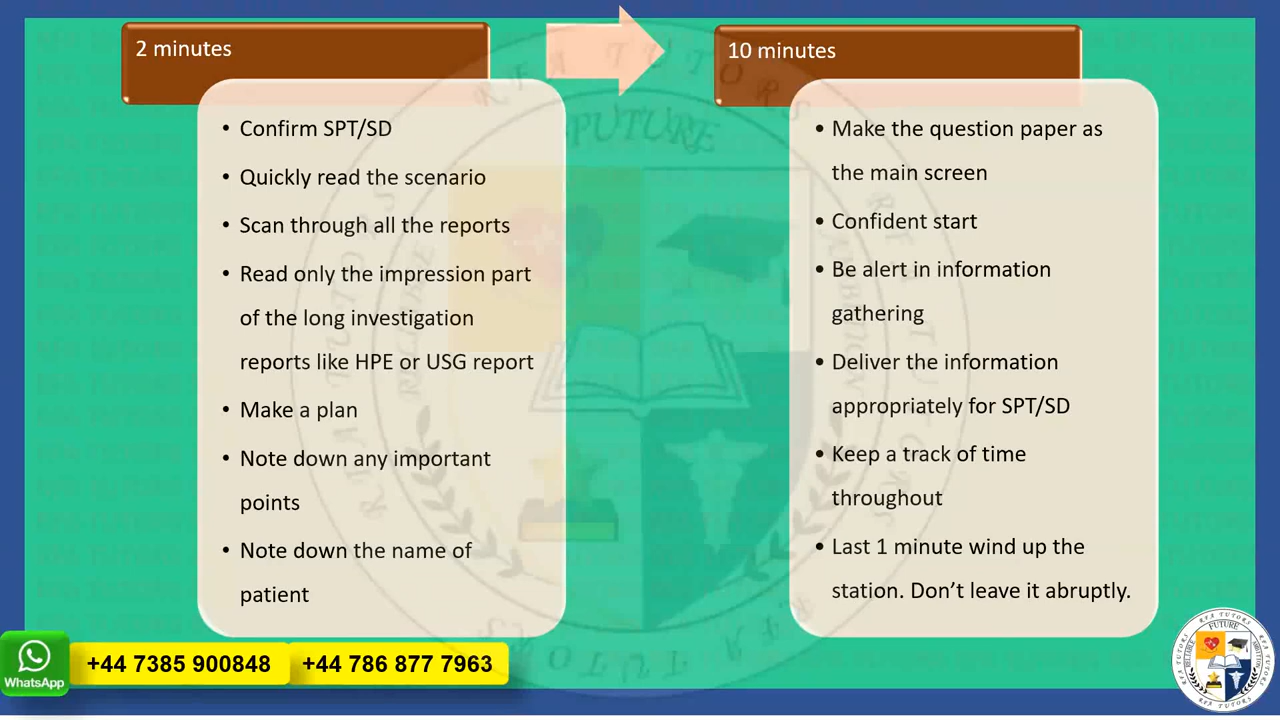 2 minutes
• Confirm SPT/SD
• Quickly read the scenario
• Scan through all the reports
• Read only the impression part
of the long investigation
reports like HPE or USG report
• Make a plan
• Note down any important
points
• Note down the name of
patient
10 minutes
• Make the question paper as
the main screen
• Confident start
• Be alert in information
gathering
• Deliver the information
appropriately for SPT/SD
• Keep a track of time
throughout
• Last 1 minute wind up the
station. Don’t leave it abruptly.
WhatsApp
+44 7385 900848
+44 786 877 7963
RFA TUTORS
FUTURE